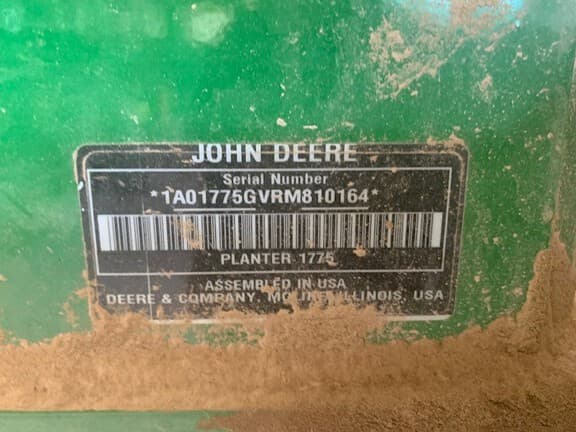 JOHN DEERE
Serial Number
*1A01775GVRM810164*
PLANTER 1775
ASSEMBLED IN USA
DEERE & COMPANY, MOLINE, ILLINOIS, USA